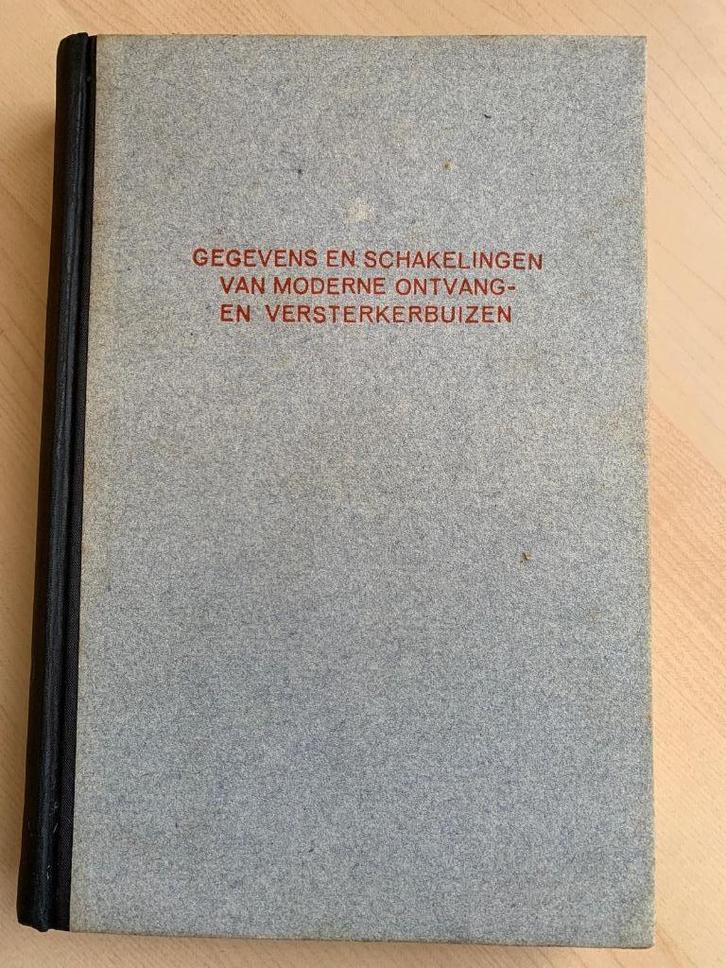 GEGEVENS EN SCHAKELINGEN
VAN MODERNE ONTVANG-
EN VERSTERKERBUIZEN